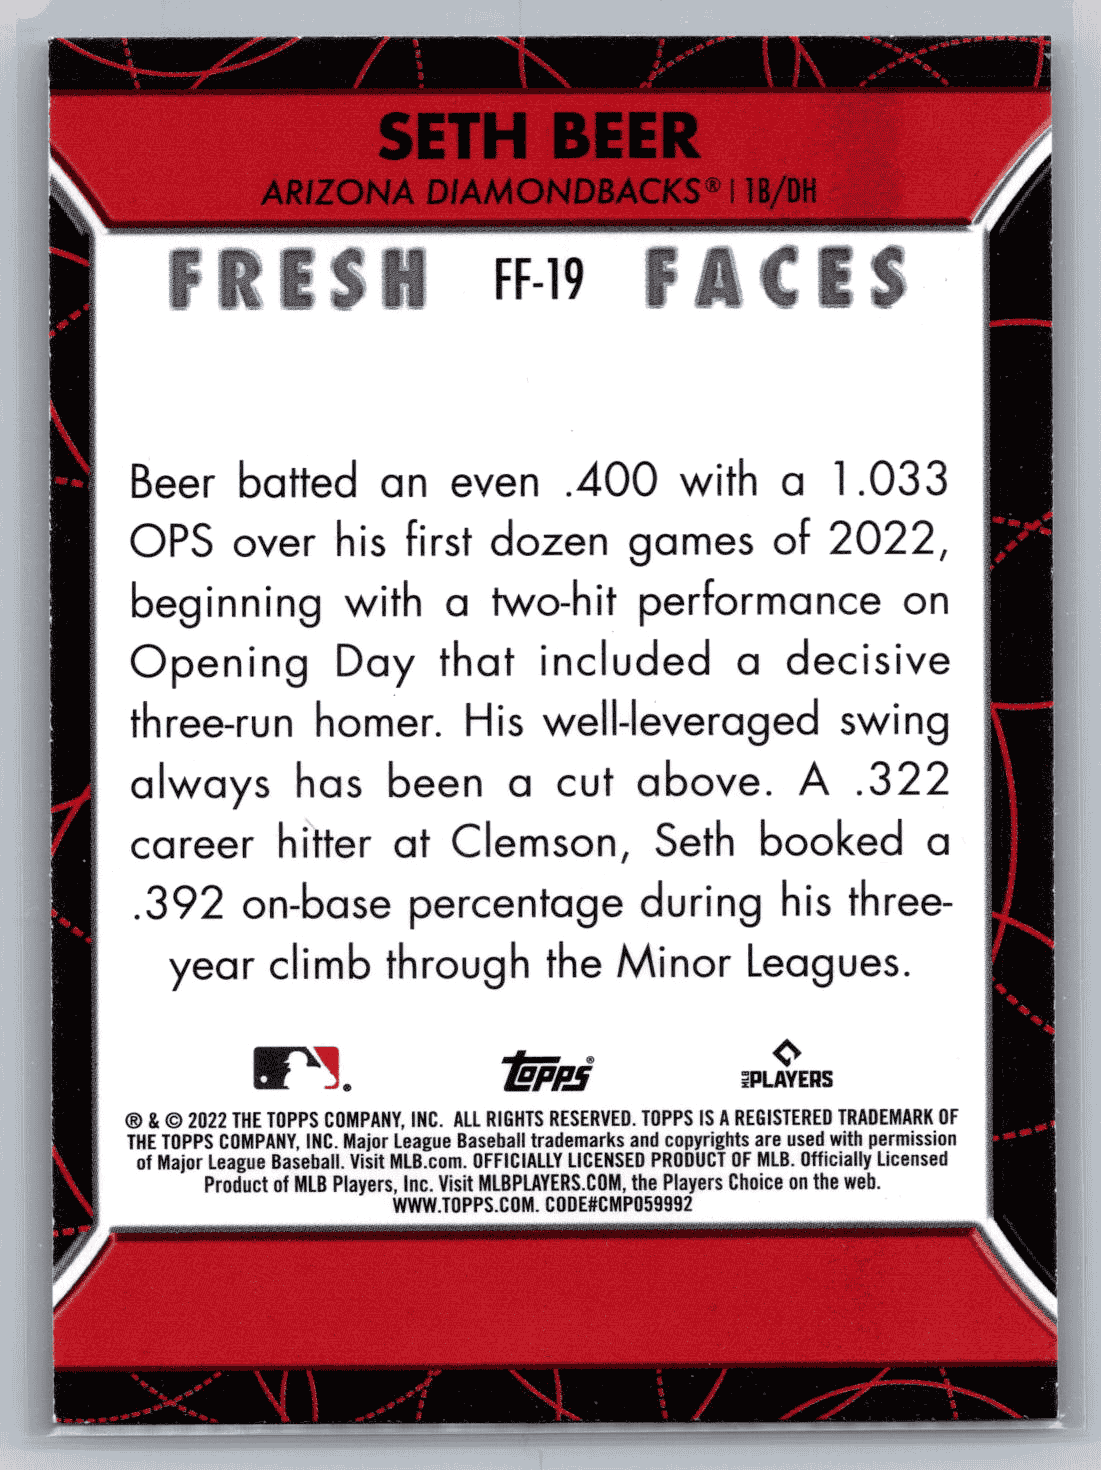 SETH BEER
ARIZONA DIAMONDBACKS® | 1B/DH
FRESH FF-19 FACES
Beer batted an even .400 with a 1.033
OPS over his first dozen games of 2022,
beginning with a two-hit performance on
Opening Day that included a decisive
three-run homer. His well-leveraged swing
always has been a cut above. A .322
career hitter at Clemson, Seth booked a
.392 on-base percentage during his three-
year climb through the Minor Leagues.
Topps® MLB PLAYERS
® & © 2022 THE TOPPS COMPANY, INC. ALL RIGHTS RESERVED. TOPPS IS A REGISTERED TRADEMARK OF
THE TOPPS COMPANY, INC. Major League Baseball trademarks and copyrights are used with permission
of Major League Baseball. Visit MLB.com. OFFICIALLY LICENSED PRODUCT OF MLB. Officially Licensed
Product of MLB Players, Inc. Visit MLBPLAYERS.COM, the Players Choice on the web.
WWW.TOPPS.COM. CODE#CMP059992